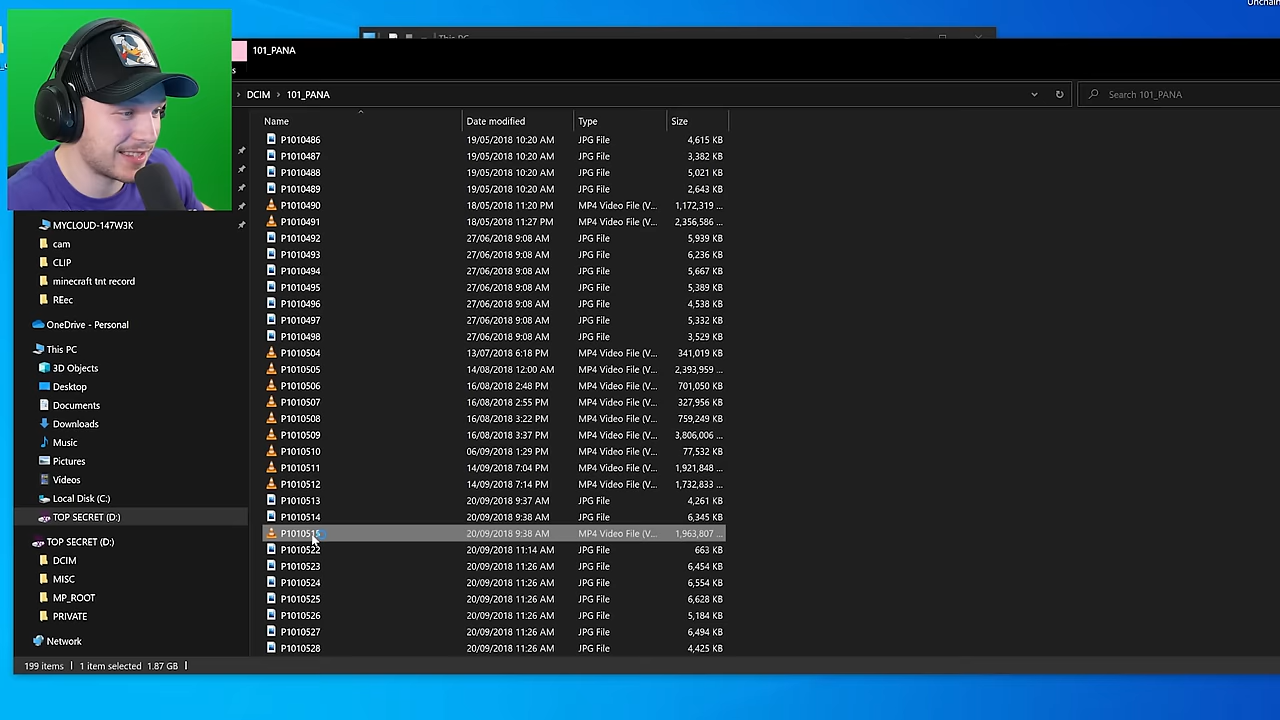 Unchain
This PC
101_PANA
DCIM > 101_PANA
Search 101_PANA
Name Date modified Type Size
P1010486 19/05/2018 10:20 AM JPG File 4,615 KB
P1010487 19/05/2018 10:20 AM JPG File 3,382 KB
P1010488 19/05/2018 10:20 AM JPG File 5,021 KB
P1010489 19/05/2018 10:20 AM JPG File 2,643 KB
P1010490 18/05/2018 11:20 PM MP4 Video File (V... 1,172,319 ...
P1010491 18/05/2018 11:27 PM MP4 Video File (V... 2,356,586 ...
P1010492 27/06/2018 9:08 AM JPG File 5,939 KB
P1010493 27/06/2018 9:08 AM JPG File 6,236 KB
P1010494 27/06/2018 9:08 AM JPG File 5,667 KB
P1010495 27/06/2018 9:08 AM JPG File 5,389 KB
P1010496 27/06/2018 9:08 AM JPG File 4,538 KB
P1010497 27/06/2018 9:08 AM JPG File 5,332 KB
P1010498 27/06/2018 9:08 AM JPG File 3,529 KB
P1010504 13/07/2018 6:18 PM MP4 Video File (V... 341,019 KB
P1010505 14/08/2018 12:00 AM MP4 Video File (V... 2,393,959 ...
P1010506 16/08/2018 2:48 PM MP4 Video File (V... 701,050 KB
P1010507 16/08/2018 2:55 PM MP4 Video File (V... 327,956 KB
P1010508 16/08/2018 3:22 PM MP4 Video File (V... 759,249 KB
P1010509 16/08/2018 3:37 PM MP4 Video File (V... 3,806,006 ...
P1010510 06/09/2018 1:29 PM MP4 Video File (V... 77,532 KB
P1010511 14/09/2018 7:04 PM MP4 Video File (V... 1,921,848 ...
P1010512 14/09/2018 7:14 PM MP4 Video File (V... 1,732,833 ...
P1010513 20/09/2018 9:37 AM JPG File 4,261 KB
P1010514 20/09/2018 9:38 AM JPG File 6,345 KB
P1010515 20/09/2018 9:38 AM MP4 Video File (V... 1,963,807 ...
P1010522 20/09/2018 11:14 AM JPG File 663 KB
P1010523 20/09/2018 11:26 AM JPG File 6,454 KB
P1010524 20/09/2018 11:26 AM JPG File 6,554 KB
P1010525 20/09/2018 11:26 AM JPG File 6,628 KB
P1010526 20/09/2018 11:26 AM JPG File 5,184 KB
P1010527 20/09/2018 11:26 AM JPG File 6,494 KB
P1010528 20/09/2018 11:26 AM JPG File 4,425 KB
MYCLOUD-147W3K
cam
CLIP
minecraft tnt record
REec
OneDrive - Personal
This PC
3D Objects
Desktop
Documents
Downloads
Music
Pictures
Videos
Local Disk (C:)
TOP SECRET (D:)
TOP SECRET (D:)
DCIM
MISC
MP_ROOT
PRIVATE
Network
199 items 1 item selected 1.87 GB